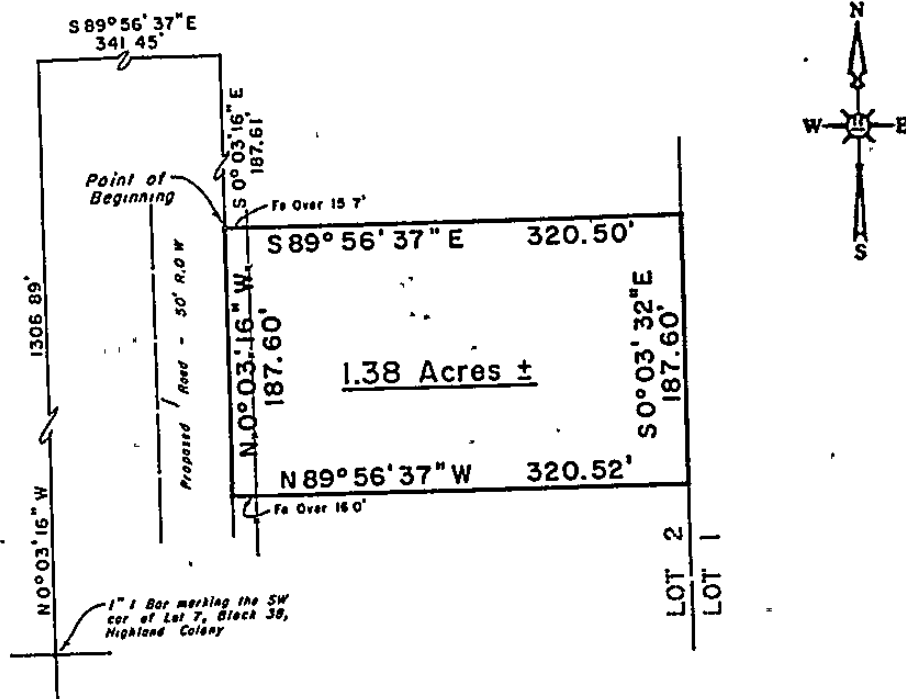 S 89° 56' 37" E
341 45'
N
W
E
S
S 0° 03' 16" E
187.61'
Point of
Beginning
Fe Over 15 7'
S 89° 56' 37" E 320.50'
1306 89'
Proposed Road - 50' R.O W
N 0° 03' 16" W
187.60'
1.38 Acres ±
S 0° 03' 32" E
187.60'
N 89° 56' 37" W 320.52'
Fe Over 16 0'
N 0° 03' 16" W
LOT 2
LOT 1
1" I Bar marking the SW
cor of Lot 7, Block 38,
Highland Colony